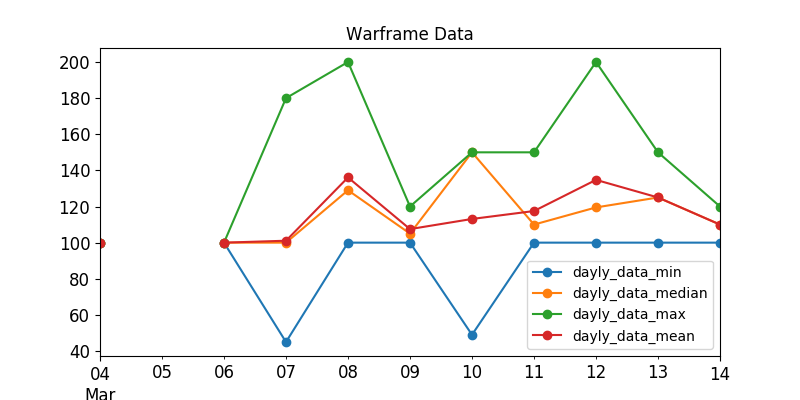 Warframe Data
200
180
160
140
120
100
80
60
40
04 05 06 07 08 09 10 11 12 13 14
Mar
dayly_data_min
dayly_data_median
dayly_data_max
dayly_data_mean